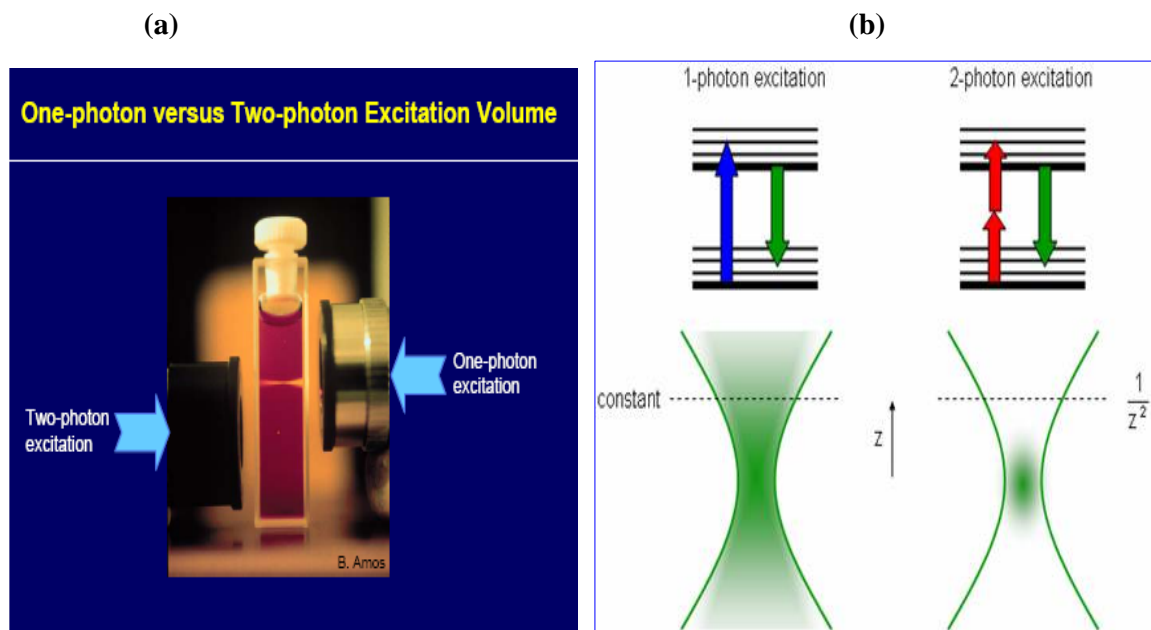 (a)
One-photon versus Two-photon Excitation Volume
Two-photon
excitation
One-photon
excitation
B. Amos
(b)
1-photon excitation
2-photon excitation
constant
z
1
z²